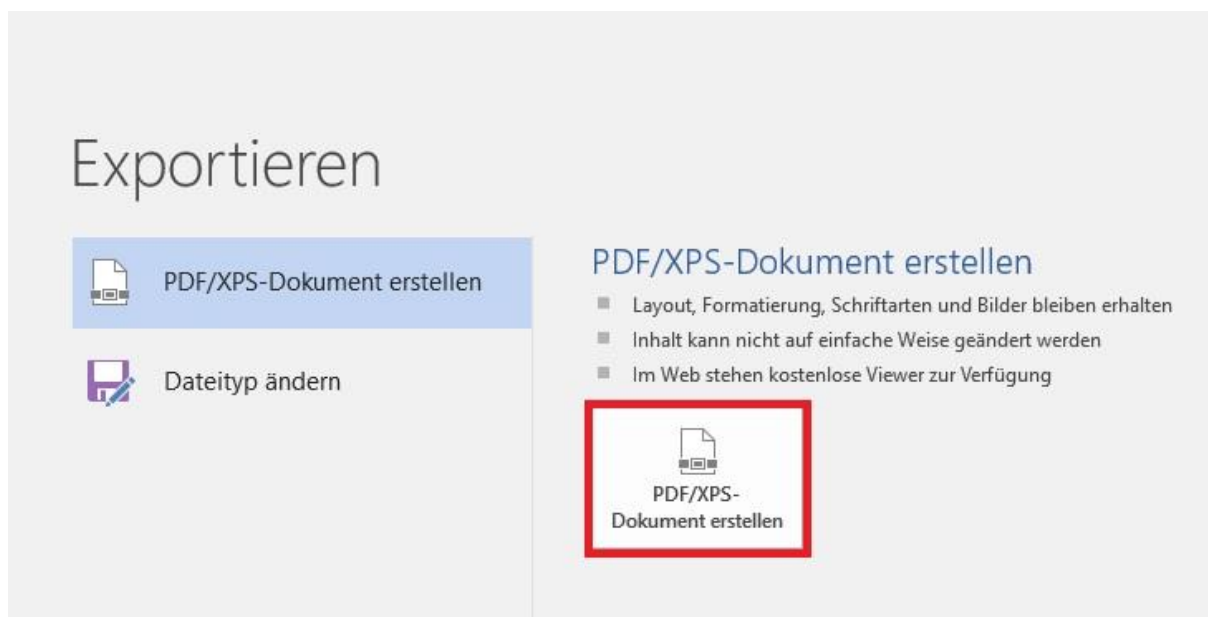 Exportieren
PDF/XPS-Dokument erstellen
Dateityp ändern
PDF/XPS-Dokument erstellen
Layout, Formatierung, Schriftarten und Bilder bleiben erhalten
Inhalt kann nicht auf einfache Weise geändert werden
Im Web stehen kostenlose Viewer zur Verfügung
PDF/XPS-
Dokument erstellen